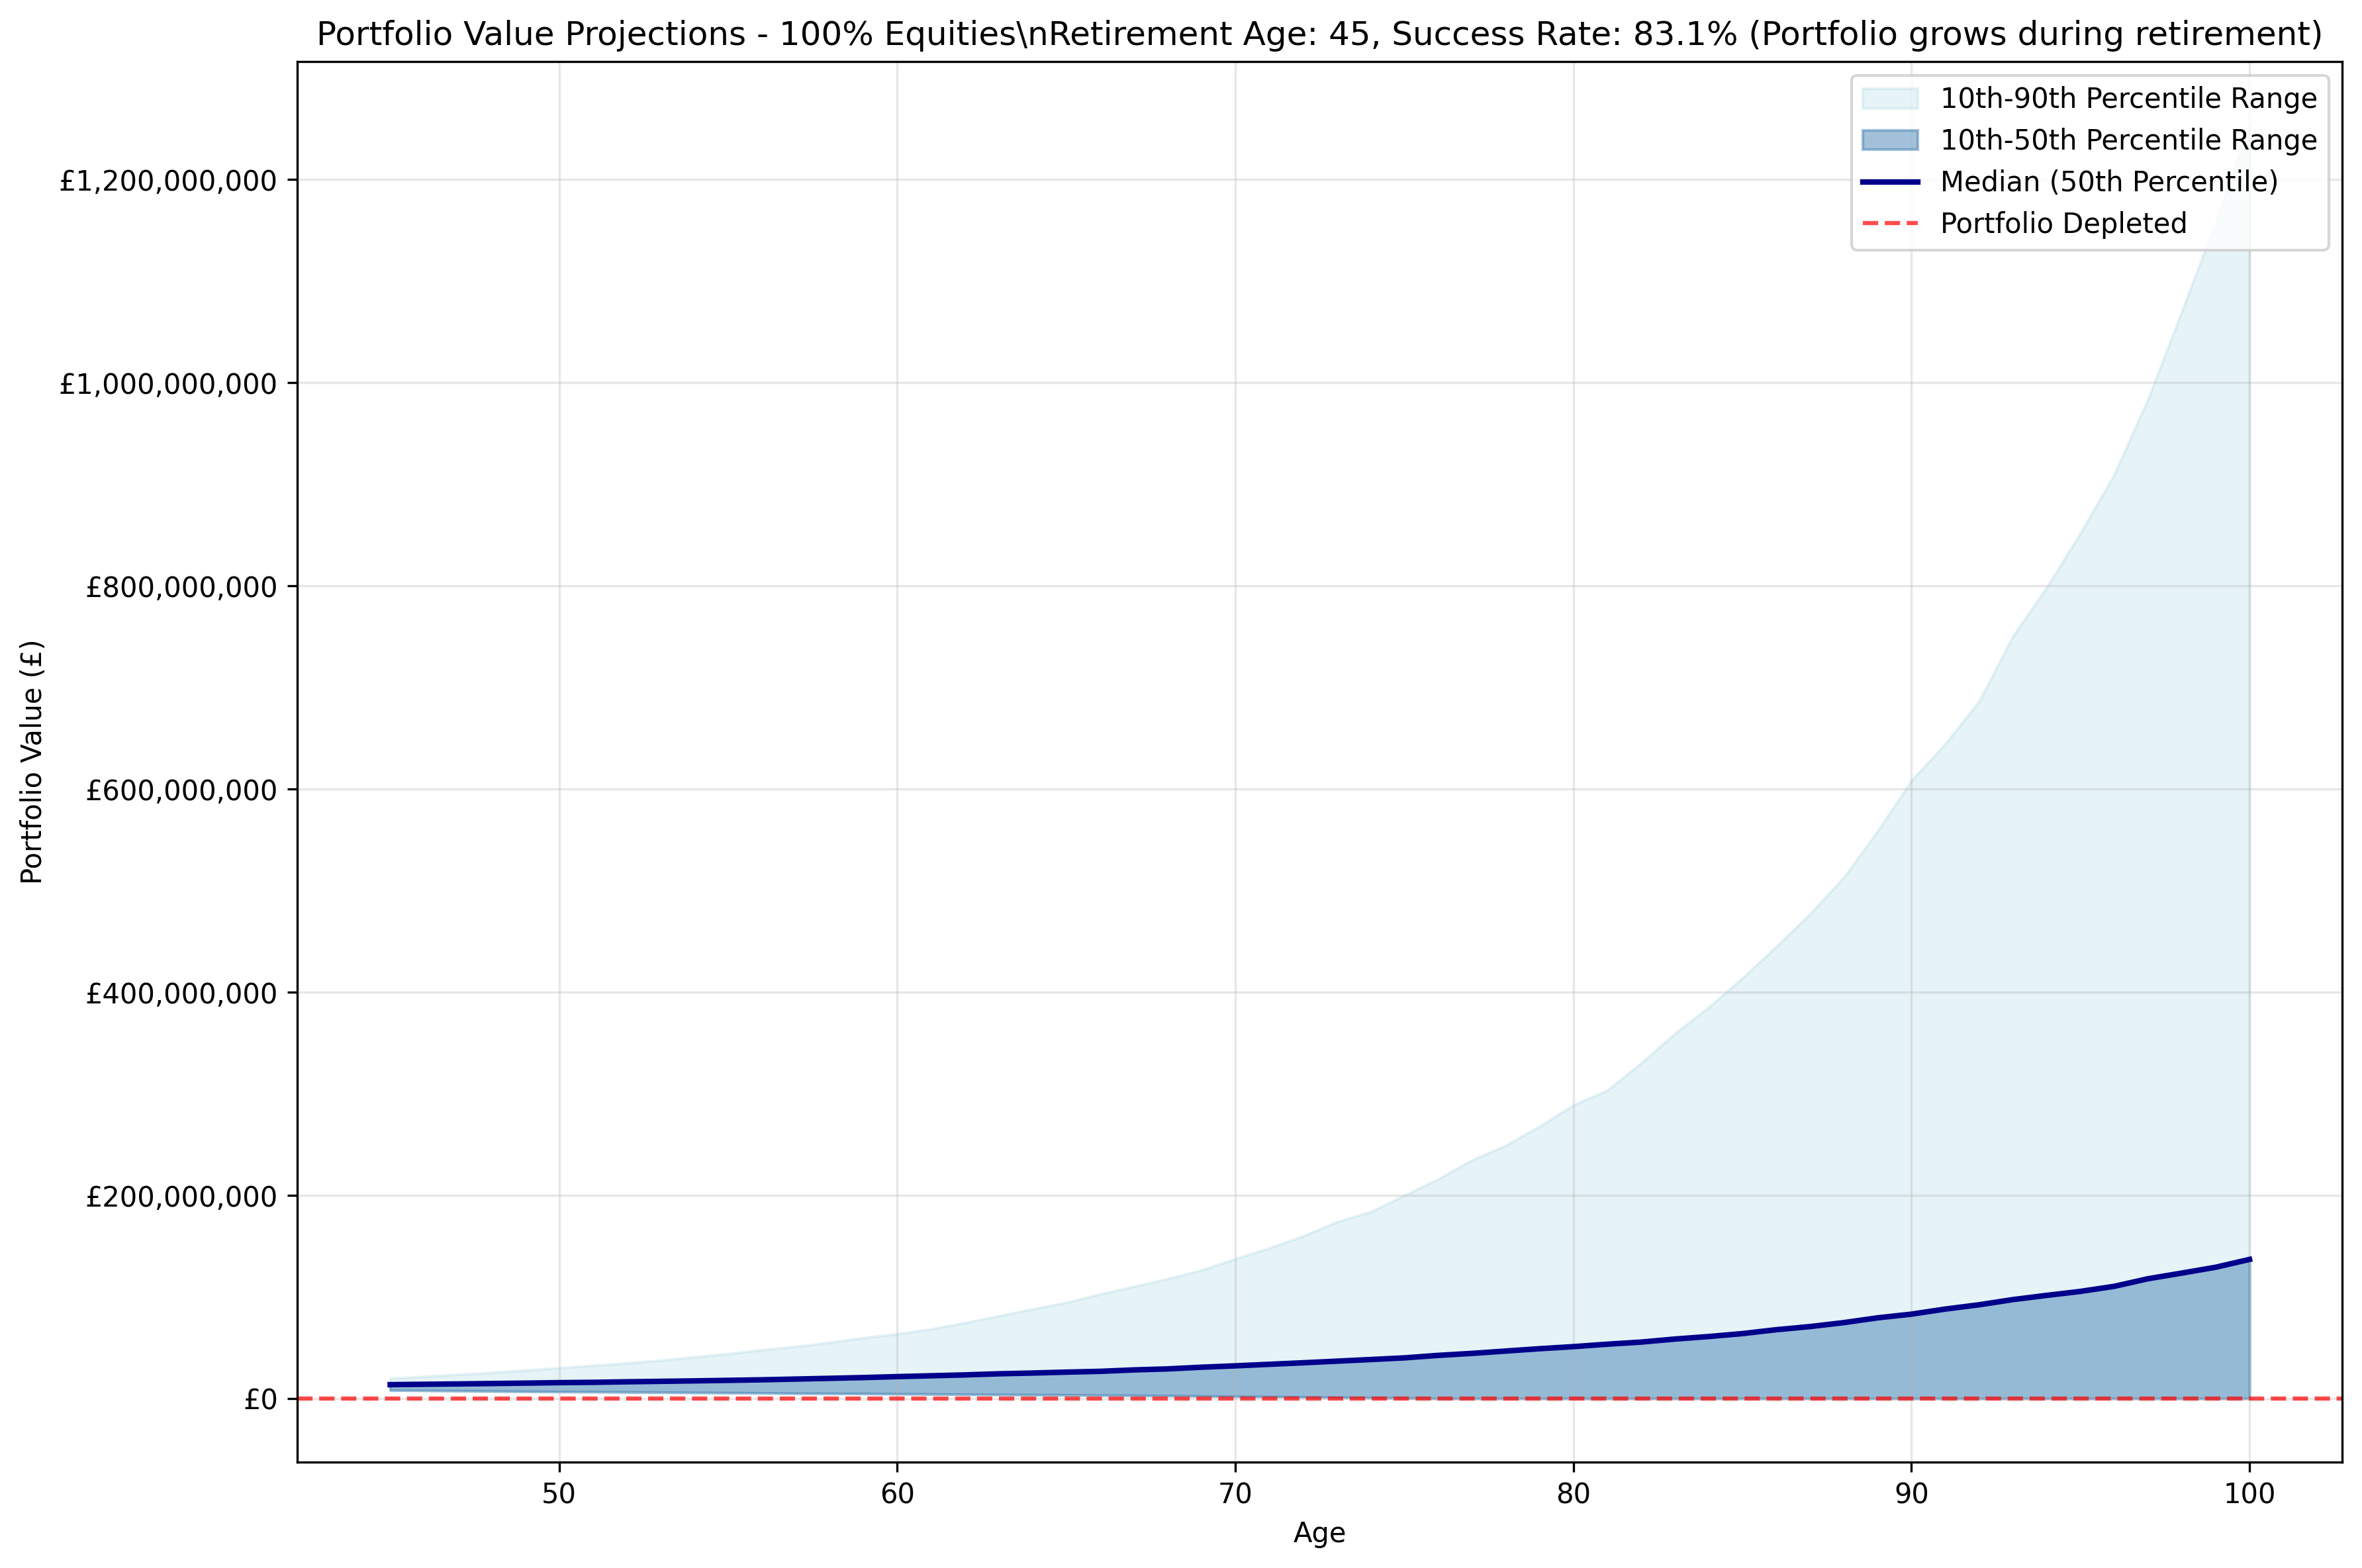 Portfolio Value Projections - 100% Equities\nRetirement Age: 45, Success Rate: 83.1% (Portfolio grows during retirement)
10th-90th Percentile Range
10th-50th Percentile Range
Median (50th Percentile)
Portfolio Depleted
Portfolio Value (£)
£1,200,000,000
£1,000,000,000
£800,000,000
£600,000,000
£400,000,000
£200,000,000
£0
50 60 70 80 90 100
Age